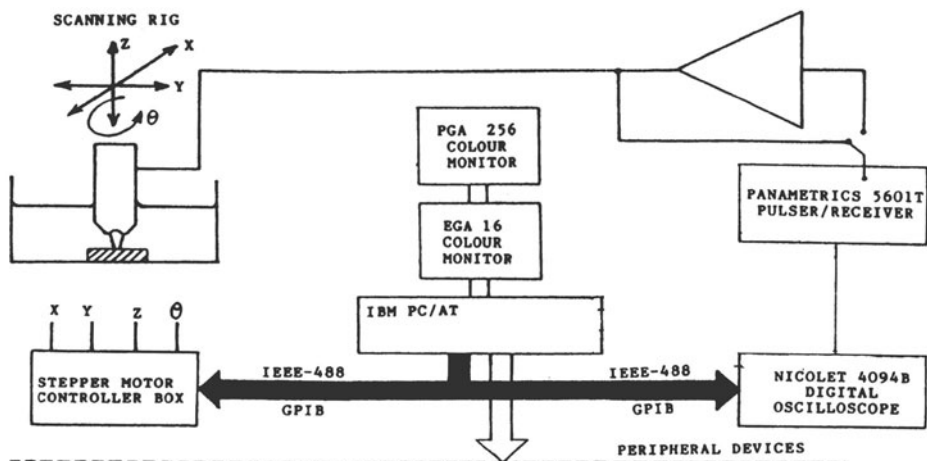 SCANNING RIG
Z
X
Y
θ
PGA 256
COLOUR
MONITOR
PANAMETRICS 5601T
PULSER/RECEIVER
EGA 16
COLOUR
MONITOR
IBM PC/AT
X Y Z θ
STEPPER MOTOR
CONTROLLER BOX
IEEE-488
GPIB
IEEE-488
GPIB
NICOLET 4094B
DIGITAL
OSCILLOSCOPE
PERIPHERAL DEVICES